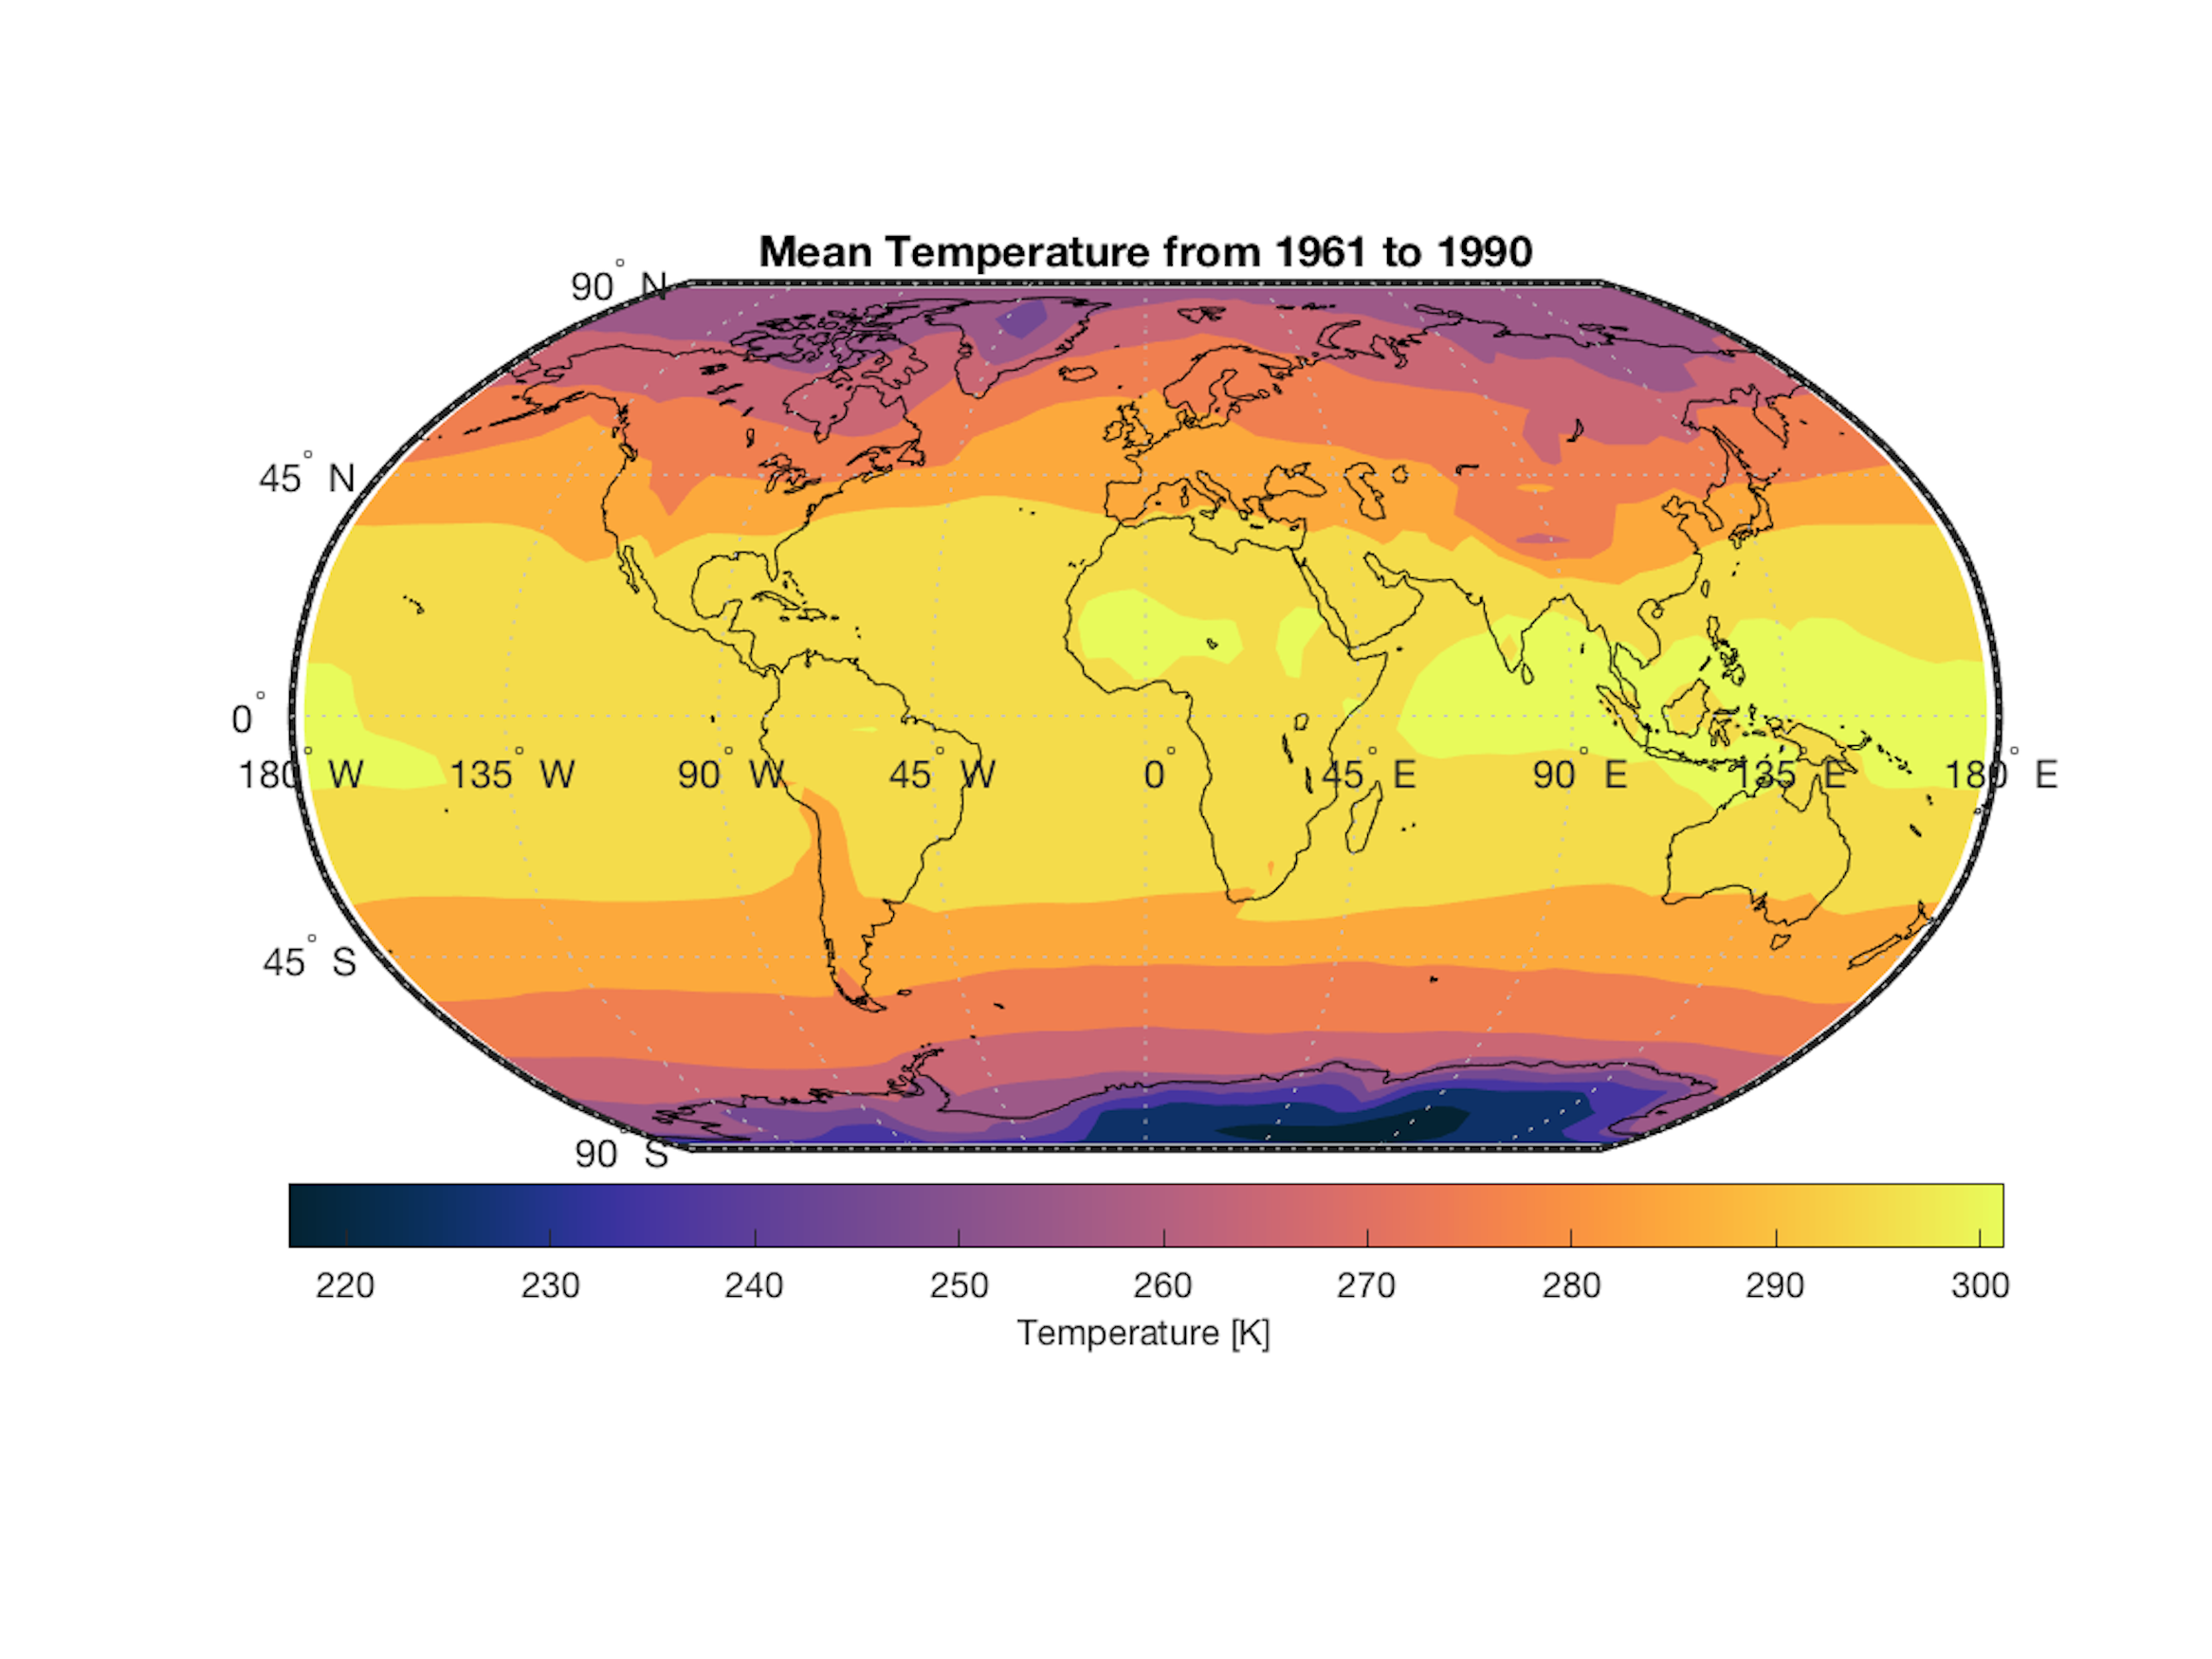 Mean Temperature from 1961 to 1990
90° N
45° N
0°
180° W 135° W 90° W 45° W 0° 45° E 90° E 135° E 180° E
45° S
90° S
220 230 240 250 260 270 280 290 300
Temperature [K]